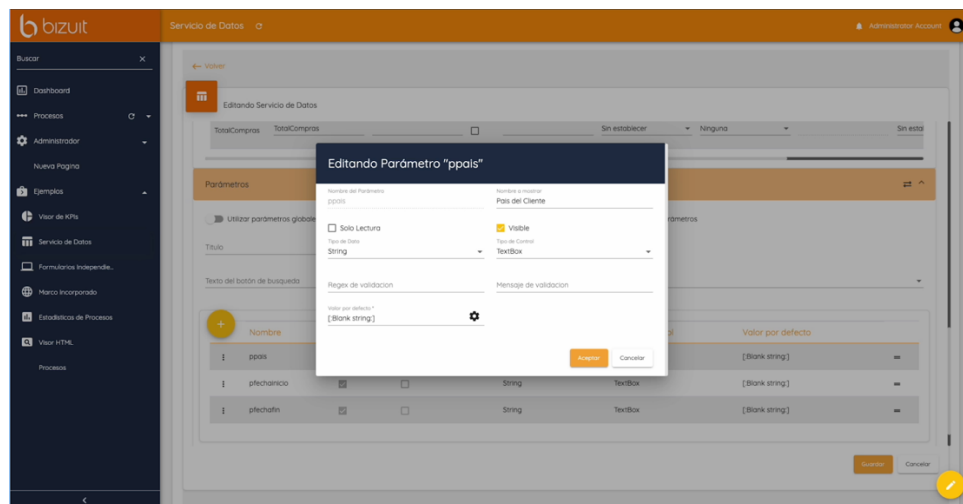 bizuit
Servicio de Datos
Administrator Account
Buscar
Dashboard
Procesos
Administrador
Nueva Pagina
Ejemplos
Visor de KPIs
Servicio de Datos
Formularios Independie...
Marco Incorporado
Estadísticas de Procesos
Visor HTML
Procesos
← Volver
Editando Servicio de Datos
TotalCompras TotalCompras Sin establecer Ninguna Sin estab
Parámetros
Utilizar parámetros globale
rámetros
Título
Texto del botón de busqueda
Nombre
Valor por defecto
ppais [:Blank string:]
pfechainicio String TextBox [:Blank string:]
pfechafin String TextBox [:Blank string:]
Guardar Cancelar
Editando Parámetro "ppais"
Nombre del Parámetro Nombre a mostrar
ppais Pais del Cliente
Solo Lectura Visible
Tipo de Dato Tipo de Control
String TextBox
Regex de validacion Mensaje de validacion
Valor por defecto *
[:Blank string:]
Aceptar Cancelar